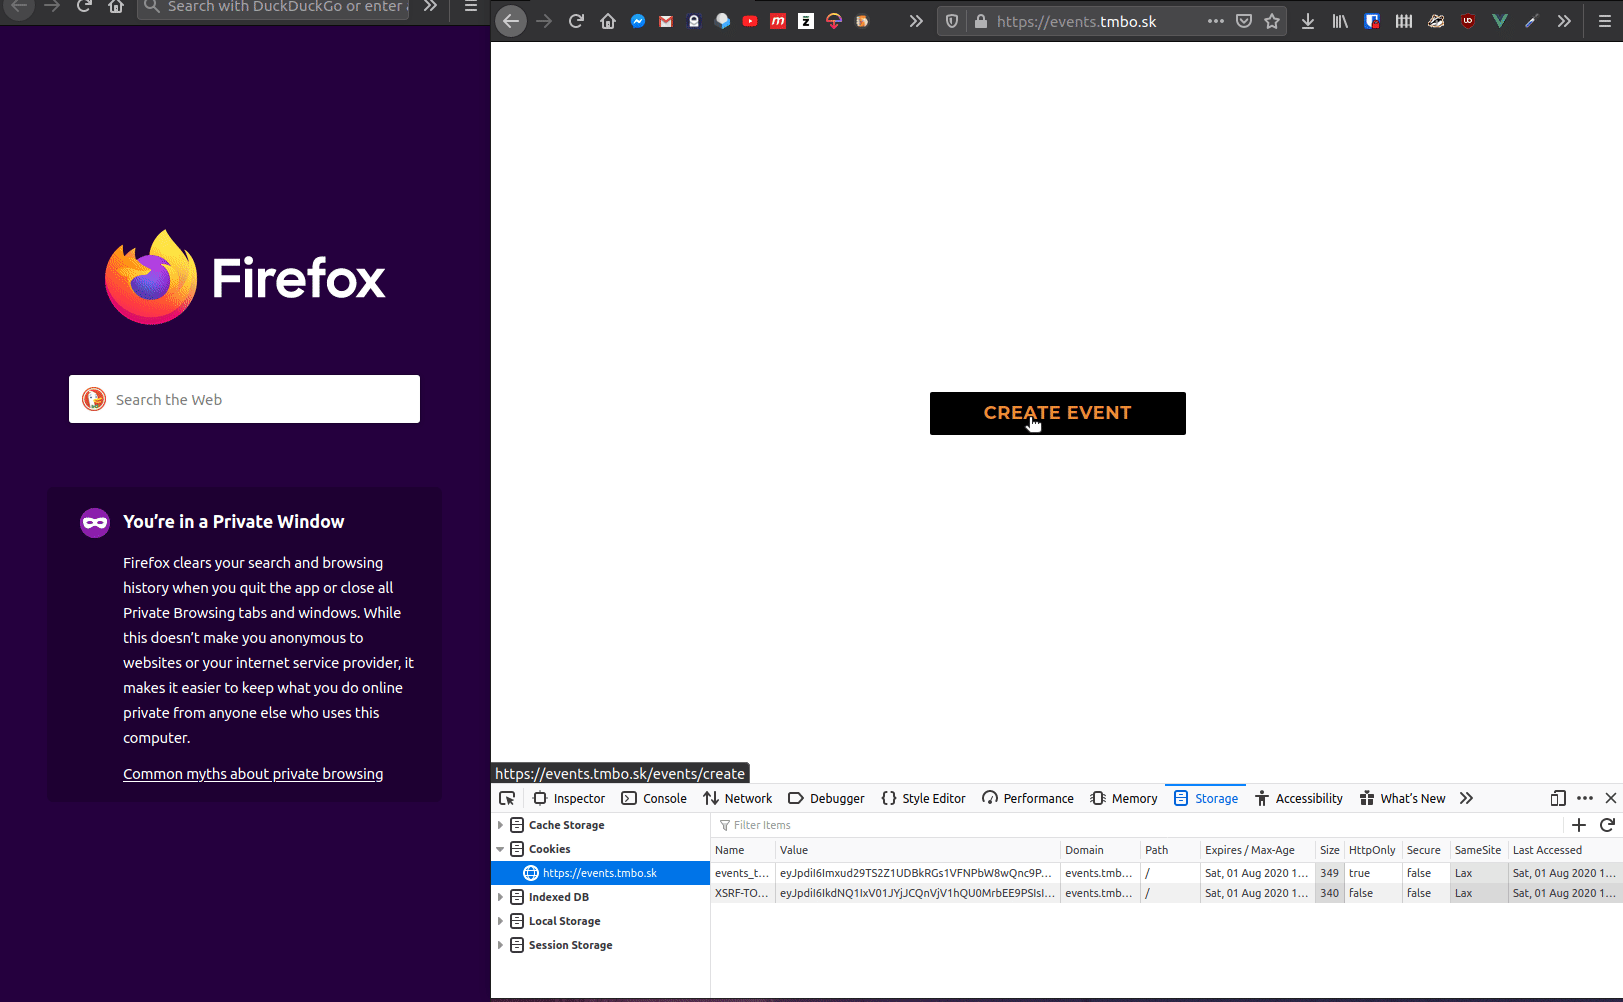 Search with DuckDuckGo or enter a
https://events.tmbo.sk
Firefox
Search the Web
You're in a Private Window
Firefox clears your search and browsing
history when you quit the app or close all
Private Browsing tabs and windows. While
this doesn't make you anonymous to
websites or your internet service provider, it
makes it easier to keep what you do online
private from anyone else who uses this
computer.
Common myths about private browsing
CREATE EVENT
https://events.tmbo.sk/events/create
Inspector Console Network Debugger Style Editor Performance Memory Storage Accessibility What's New
Cache Storage
Cookies
https://events.tmbo.sk
Indexed DB
Local Storage
Session Storage
Filter Items
Name Value Domain Path Expires / Max-Age Size HttpOnly Secure SameSite Last Accessed
events_t... events.tmb... / Sat, 01 Aug 2020 1... 349 true false Lax Sat, 01 Aug 2020 1...
XSRF-TO... events.tmb... / Sat, 01 Aug 2020 1... 340 false false Lax Sat, 01 Aug 2020 1...